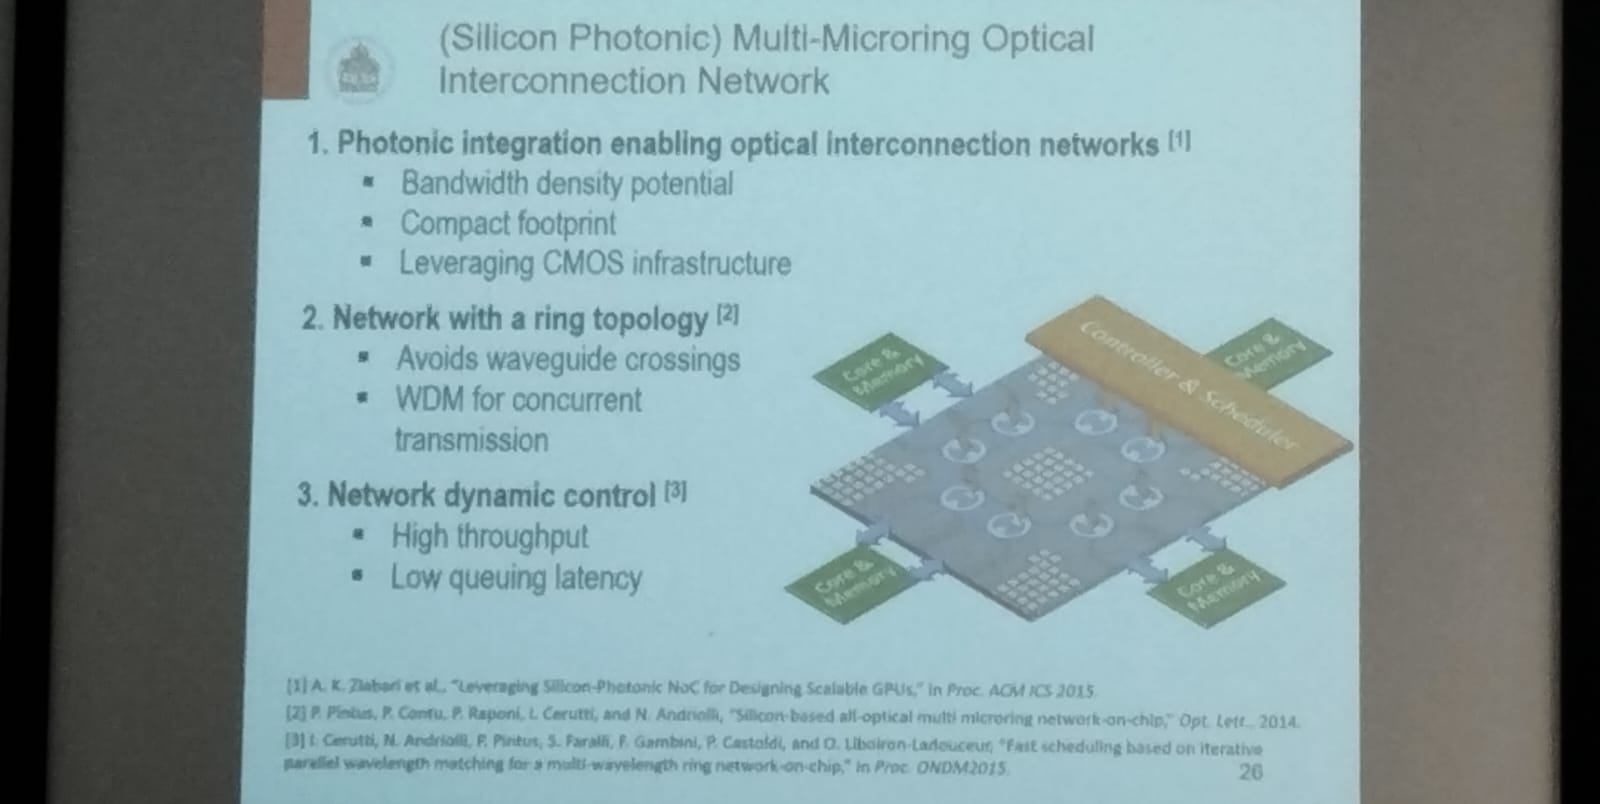 (Silicon Photonic) Multi-Microring Optical
Interconnection Network
1. Photonic integration enabling optical interconnection networks [1]
▪ Bandwidth density potential
▪ Compact footprint
▪ Leveraging CMOS infrastructure
2. Network with a ring topology [2]
▪ Avoids waveguide crossings
▪ WDM for concurrent
transmission
3. Network dynamic control [3]
▪ High throughput
▪ Low queuing latency
Core &
Memory
Controller & Scheduler
Core &
Memory
Core &
Memory
Core &
Memory
[1] A. K. Ziabari et al., "Leveraging Silicon-Photonic NoC for Designing Scalable GPUs," in Proc. ACM ICS 2015.
[2] P. Pintus, P. Contu, P. Raponi, I. Cerutti, and N. Andriolli, "Silicon-based all-optical multi microring network-on-chip," Opt. Lett., 2014.
[3] I. Cerutti, N. Andriolli, P. Pintus, S. Faralli, F. Gambini, P. Castoldi, and O. Liboiron-Ladouceur, "Fast scheduling based on iterative
parallel wavelength matching for a multi-wavelength ring network-on-chip," in Proc. ONDM2015.
26